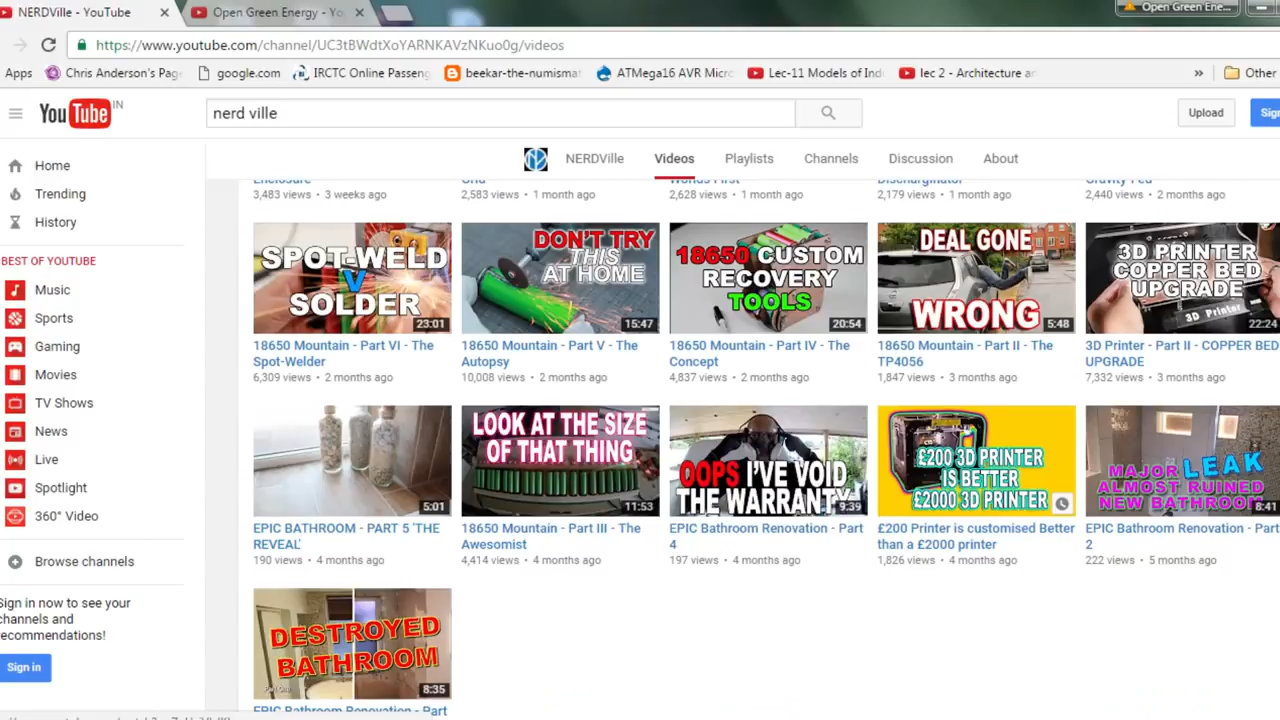 NERDVille - YouTube
Open Green Energy - Yo
Open Green Ene...
https://www.youtube.com/channel/UC3tBWdtXoYARNKAVzNKuo0g/videos
Apps
Chris Anderson's Pag
google.com
IRCTC Online Passeng
beekar-the-numismat
ATMega16 AVR Micr
Lec-11 Models of Ind
lec 2 - Architecture an
»
Other
YouTube IN
nerd ville
Upload
Sign
NERDVille
Videos
Playlists
Channels
Discussion
About
Home
Trending
History
BEST OF YOUTUBE
Music
Sports
Gaming
Movies
TV Shows
News
Live
Spotlight
360° Video
Browse channels
Sign in now to see your
channels and
recommendations!
Sign in
Enclosure
Grid
Worlds First
Discharginator
Gravity Fed
3,483 views • 3 weeks ago
2,583 views • 1 month ago
2,628 views • 1 month ago
2,179 views • 1 month ago
2,440 views • 2 months ago
SPOT-WELD
V
SOLDER
23:01
DON'T TRY
THIS
AT HOME
15:47
18650 CUSTOM
RECOVERY
TOOLS
20:54
DEAL GONE
WRONG
5:48
3D PRINTER
COPPER BED
UPGRADE
3D Printer
22:24
18650 Mountain - Part VI - The
Spot-Welder
6,309 views • 2 months ago
18650 Mountain - Part V - The
Autopsy
10,008 views • 2 months ago
18650 Mountain - Part IV - The
Concept
4,837 views • 2 months ago
18650 Mountain - Part II - The
TP4056
1,847 views • 3 months ago
3D Printer - Part II - COPPER BED
UPGRADE
7,332 views • 3 months ago
5:01
LOOK AT THE SIZE
OF THAT THING
11:53
OOPS I'VE VOID
THE WARRANTY
9:39
£200 3D PRINTER
IS BETTER
£2000 3D PRINTER
MAJOR LEAK
ALMOST RUINED
NEW BATHROOM
8:41
EPIC BATHROOM - PART 5 'THE
REVEAL'
190 views • 4 months ago
18650 Mountain - Part III - The
Awesomist
4,414 views • 4 months ago
EPIC Bathroom Renovation - Part
4
197 views • 4 months ago
£200 Printer is customised Better
than a £2000 printer
1,826 views • 4 months ago
EPIC Bathroom Renovation - Part
2
222 views • 5 months ago
DESTROYED
BATHROOM
8:35
EPIC Bathroom Renovation - Part